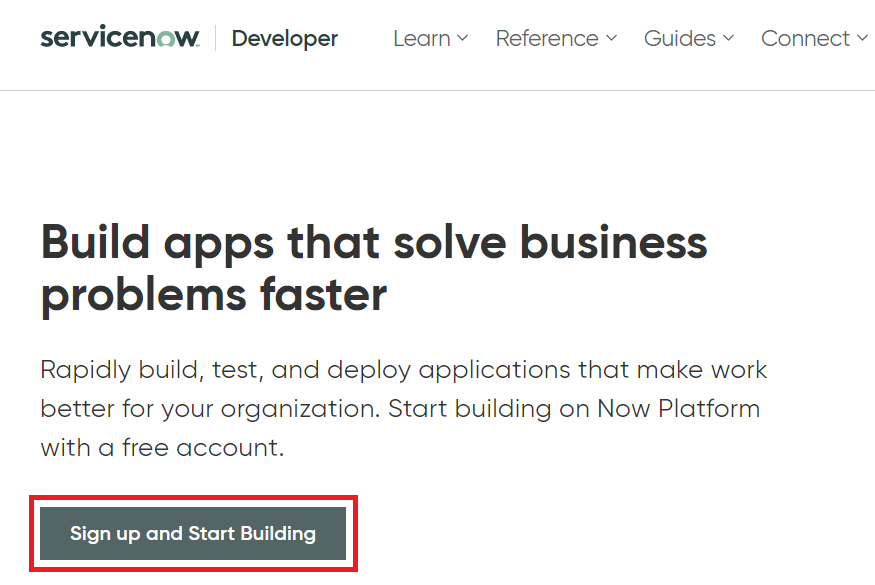 servicenow Developer Learn Reference Guides Connect
Build apps that solve business
problems faster
Rapidly build, test, and deploy applications that make work
better for your organization. Start building on Now Platform
with a free account.
Sign up and Start Building